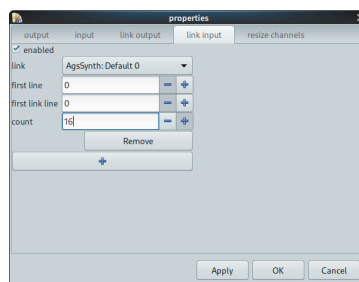 properties
output input link output link input resize channels
enabled
link AgsSynth: Default 0
first line 0
first link line 0
count 16
Remove
Apply OK Cancel